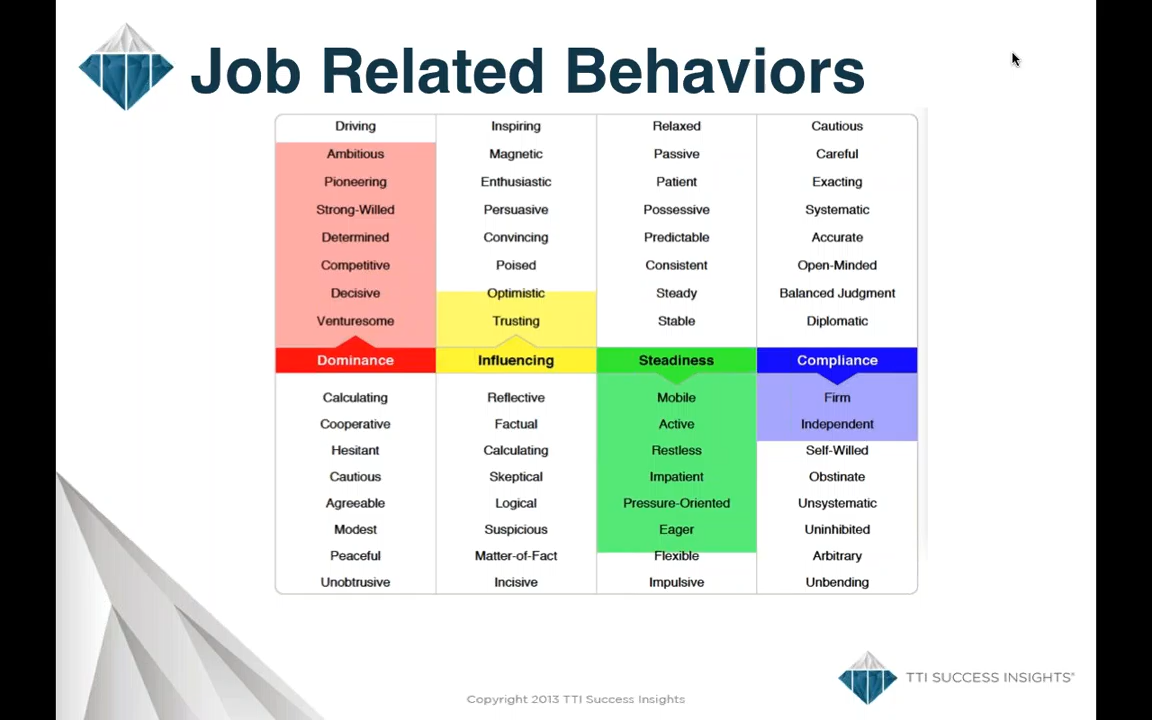 TTI
Job Related Behaviors
Driving Inspiring Relaxed Cautious
Ambitious Magnetic Passive Careful
Pioneering Enthusiastic Patient Exacting
Strong-Willed Persuasive Possessive Systematic
Determined Convincing Predictable Accurate
Competitive Poised Consistent Open-Minded
Decisive Optimistic Steady Balanced Judgment
Venturesome Trusting Stable Diplomatic
Dominance Influencing Steadiness Compliance
Calculating Reflective Mobile Firm
Cooperative Factual Active Independent
Hesitant Calculating Restless Self-Willed
Cautious Skeptical Impatient Obstinate
Agreeable Logical Pressure-Oriented Unsystematic
Modest Suspicious Eager Uninhibited
Peaceful Matter-of-Fact Flexible Arbitrary
Unobtrusive Incisive Impulsive Unbending
TTI TTI SUCCESS INSIGHTS®
Copyright 2013 TTI Success Insights